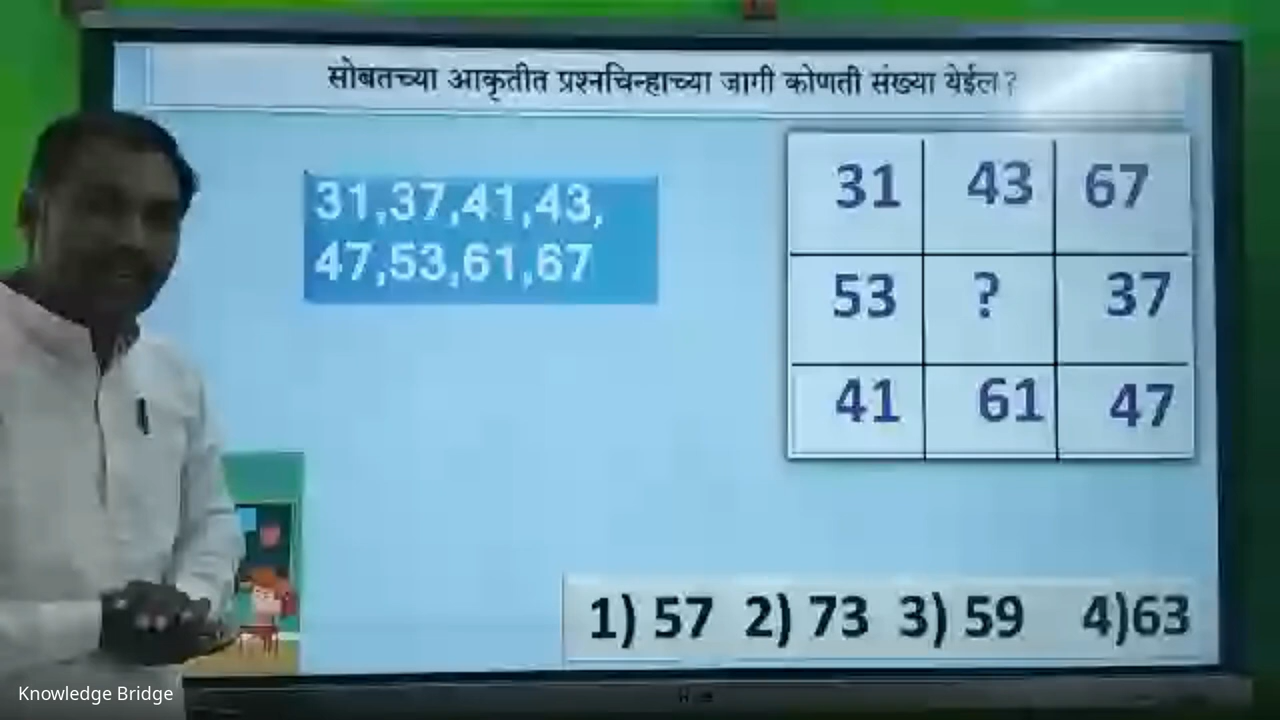 सोबतच्या आकृतीत प्रश्नचिन्हाच्या जागी कोणती संख्या येईल ?
31,37,41,43,
47,53,61,67
31 43 67
53 ? 37
41 61 47
1) 57 2) 73 3) 59 4)63
Knowledge Bridge